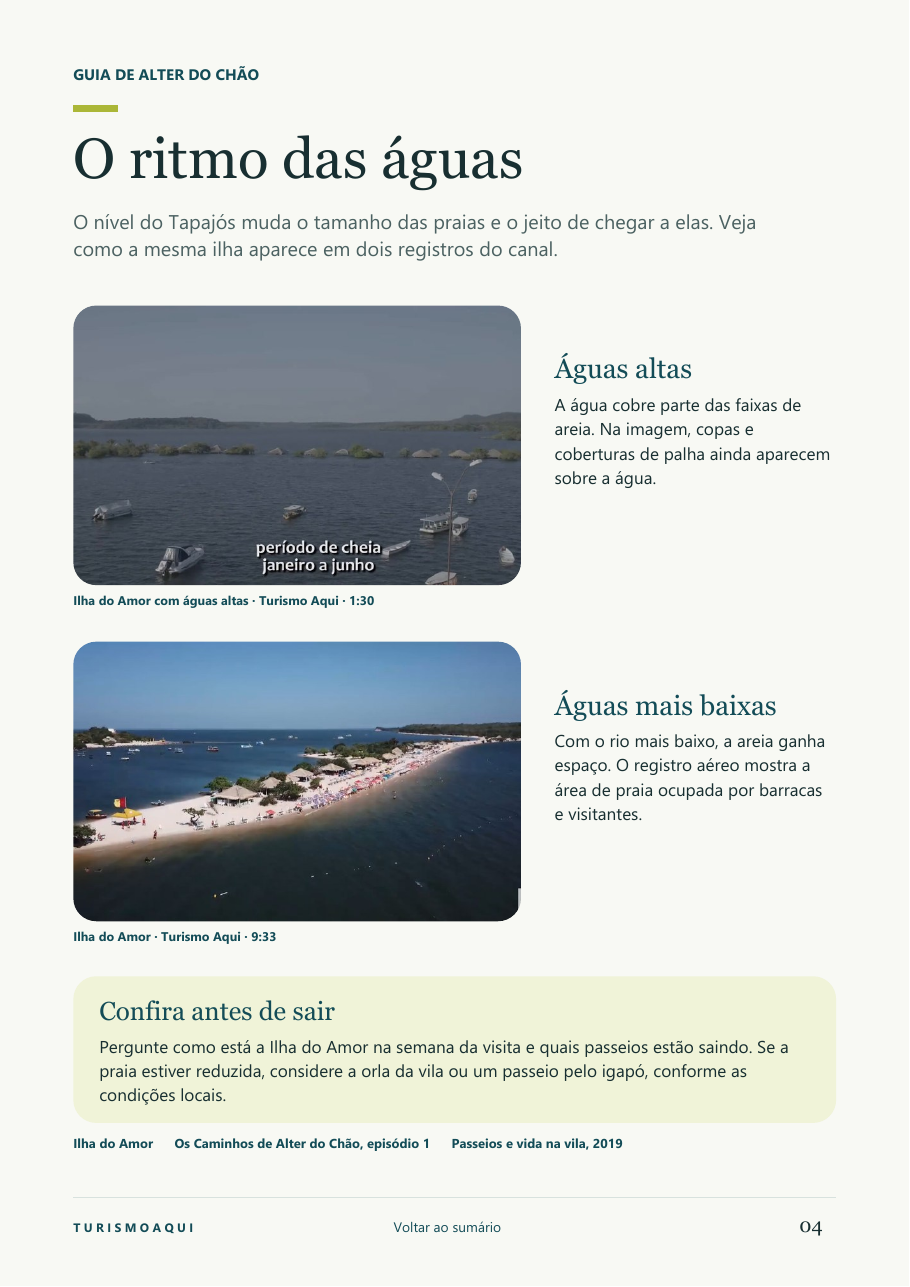 GUIA DE ALTER DO CHÃO
O ritmo das águas
O nível do Tapajós muda o tamanho das praias e o jeito de chegar a elas. Veja
como a mesma ilha aparece em dois registros do canal.
período de cheia
janeiro a junho
Ilha do Amor com águas altas · Turismo Aqui · 1:30
Águas altas
A água cobre parte das faixas de
areia. Na imagem, copas e
coberturas de palha ainda aparecem
sobre a água.
Ilha do Amor · Turismo Aqui · 9:33
Águas mais baixas
Com o rio mais baixo, a areia ganha
espaço. O registro aéreo mostra a
área de praia ocupada por barracas
e visitantes.
Confira antes de sair
Pergunte como está a Ilha do Amor na semana da visita e quais passeios estão saindo. Se a
praia estiver reduzida, considere a orla da vila ou um passeio pelo igapó, conforme as
condições locais.
Ilha do Amor Os Caminhos de Alter do Chão, episódio 1 Passeios e vida na vila, 2019
TURISMOAQUI Voltar ao sumário 04